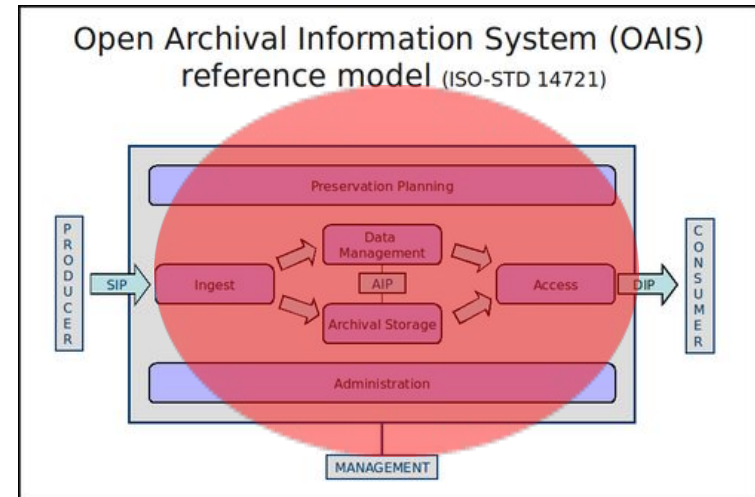 Open Archival Information System (OAIS)
reference model (ISO-STD 14721)
Preservation Planning
PRODUCER
SIP
Ingest
Data
Management
AIP
Archival Storage
Access
DIP
CONSUMER
Administration
MANAGEMENT